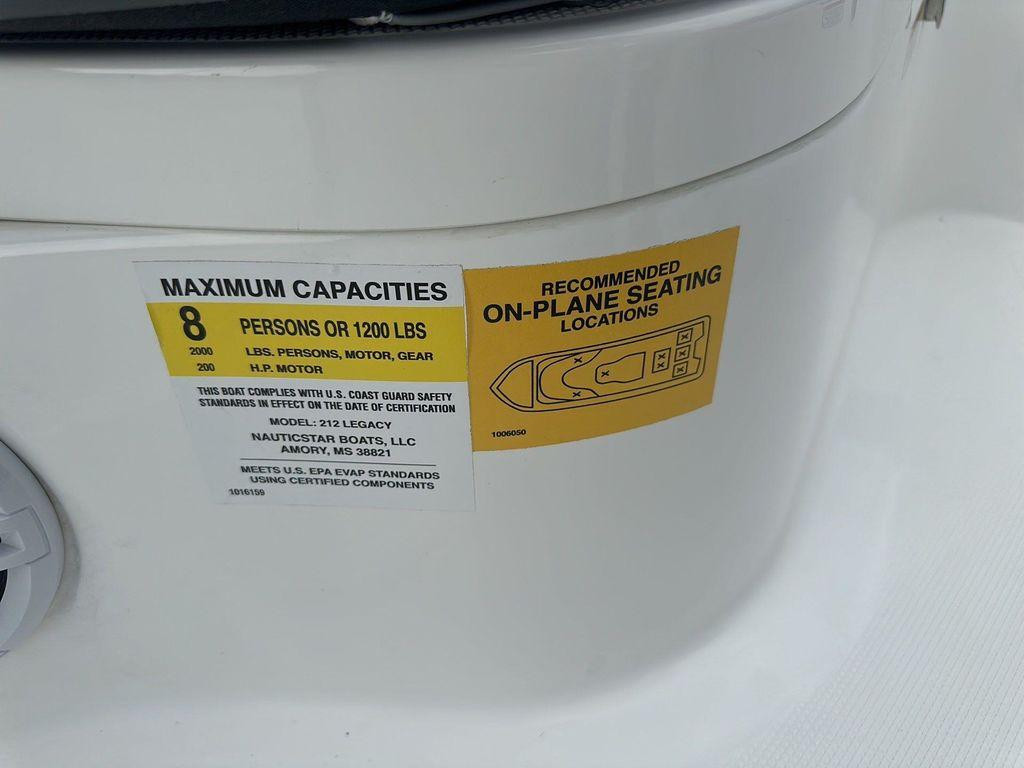 MAXIMUM CAPACITIES
8 PERSONS OR 1200 LBS
2000 LBS. PERSONS, MOTOR, GEAR
200 H.P. MOTOR
THIS BOAT COMPLIES WITH U.S. COAST GUARD SAFETY
STANDARDS IN EFFECT ON THE DATE OF CERTIFICATION
MODEL: 212 LEGACY
NAUTICSTAR BOATS, LLC
AMORY, MS 38821
MEETS U.S. EPA EVAP STANDARDS
USING CERTIFIED COMPONENTS
1016159
RECOMMENDED
ON-PLANE SEATING
LOCATIONS
X
X
X
X
X
X
X
X
1006050